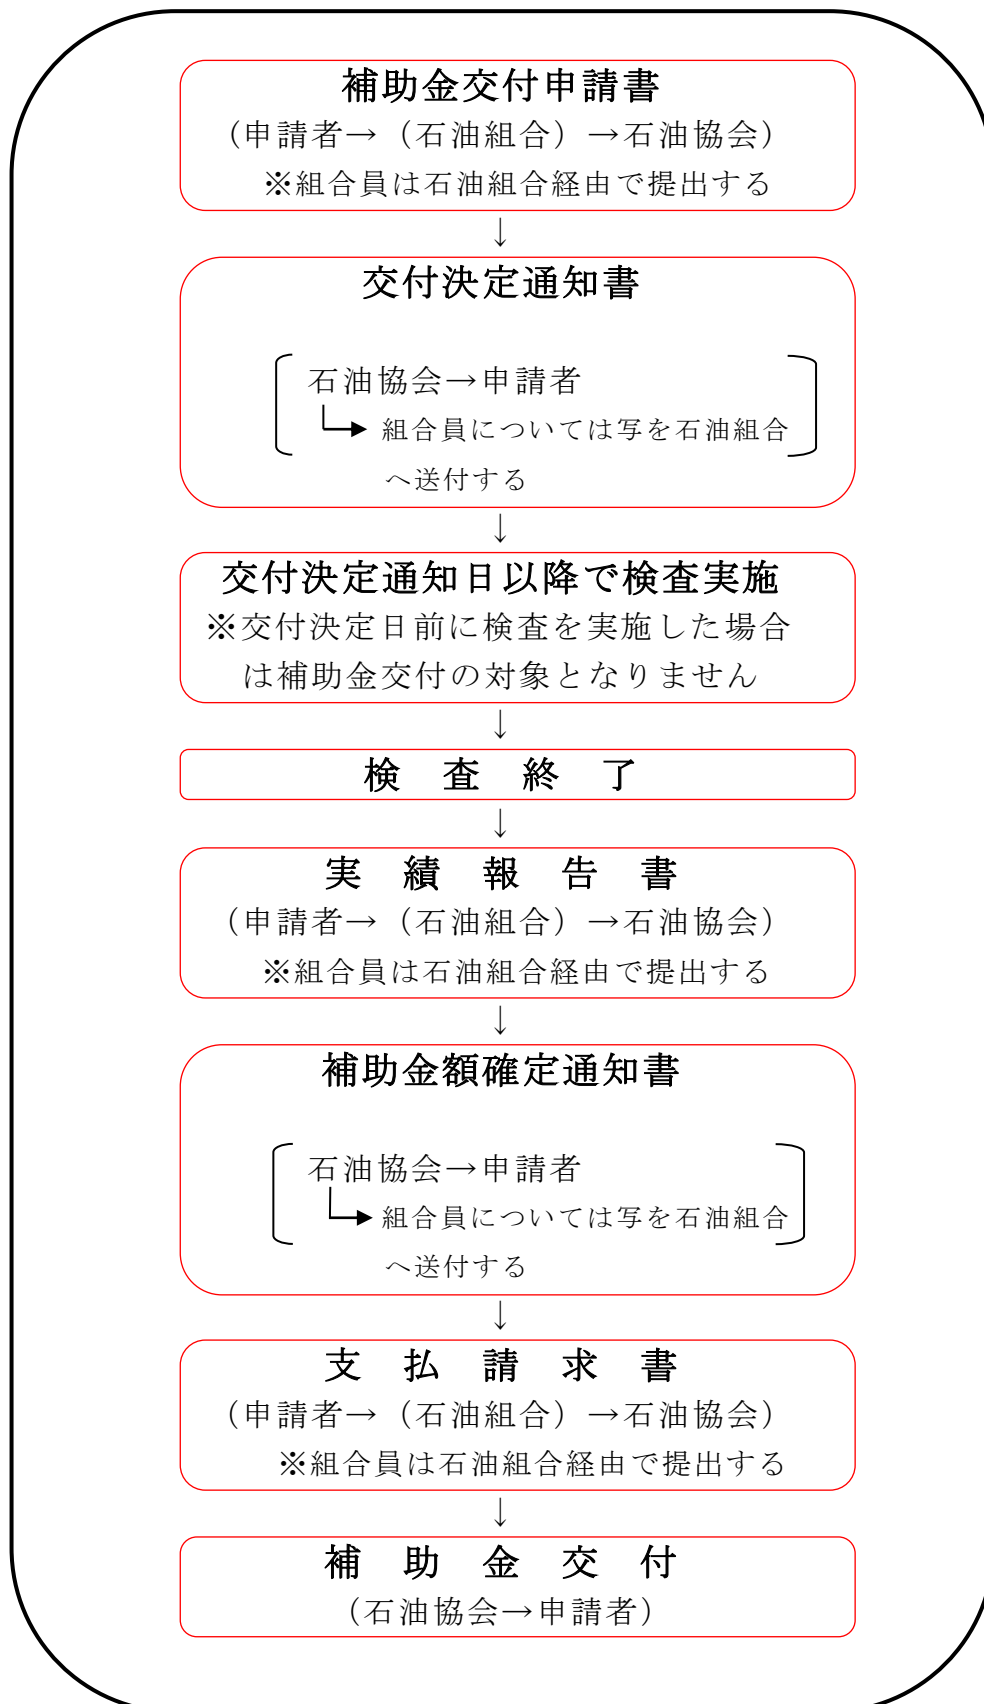 補助金交付申請書
（申請者→（石油組合）→石油協会）
※組合員は石油組合経由で提出する
↓
交付決定通知書
石油協会→申請者
組合員については写を石油組合
へ送付する
↓
交付決定通知日以降で検査実施
※交付決定日前に検査を実施した場合
は補助金交付の対象となりません
↓
検　査　終　了
↓
実　績　報　告　書
（申請者→（石油組合）→石油協会）
※組合員は石油組合経由で提出する
↓
補助金額確定通知書
石油協会→申請者
組合員については写を石油組合
へ送付する
↓
支　払　請　求　書
（申請者→（石油組合）→石油協会）
※組合員は石油組合経由で提出する
↓
補　助　金　交　付
（石油協会→申請者）